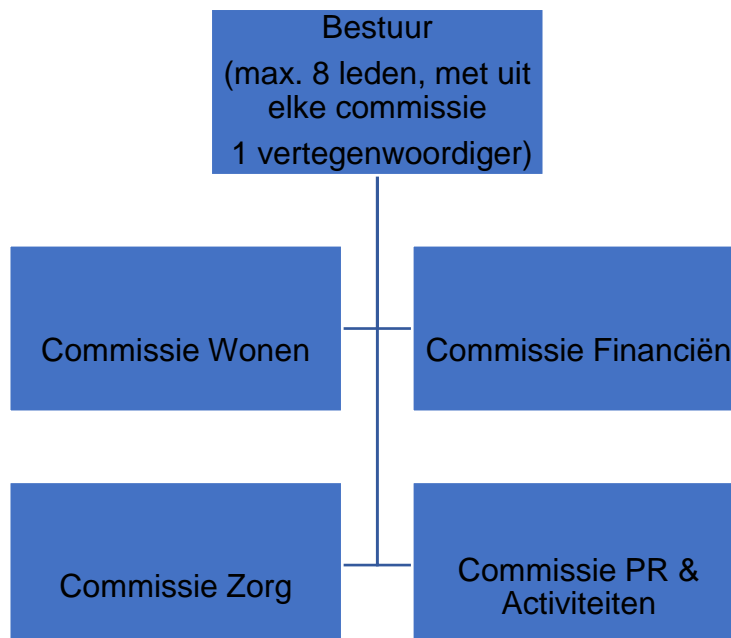 Bestuur
(max. 8 leden, met uit
elke commissie
1 vertegenwoordiger)
Commissie Wonen
Commissie Financiën
Commissie Zorg
Commissie PR &
Activiteiten